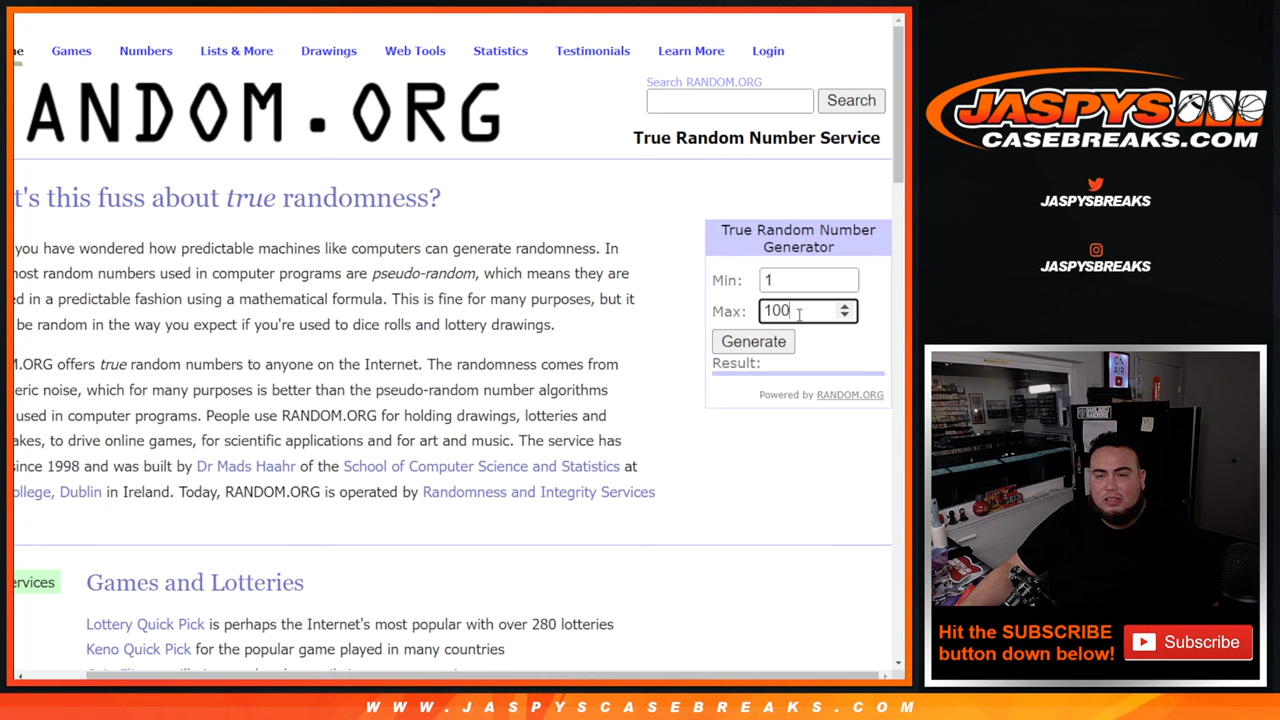 ne Games Numbers Lists & More Drawings Web Tools Statistics Testimonials Learn More Login
Search RANDOM.ORG
ANDOM.ORG
Search
True Random Number Service
t's this fuss about true randomness?
you have wondered how predictable machines like computers can generate randomness. In
nost random numbers used in computer programs are pseudo-random, which means they are
d in a predictable fashion using a mathematical formula. This is fine for many purposes, but it
be random in the way you expect if you're used to dice rolls and lottery drawings.
M.ORG offers true random numbers to anyone on the Internet. The randomness comes from
eric noise, which for many purposes is better than the pseudo-random number algorithms
used in computer programs. People use RANDOM.ORG for holding drawings, lotteries and
akes, to drive online games, for scientific applications and for art and music. The service has
since 1998 and was built by Dr Mads Haahr of the School of Computer Science and Statistics at
ollege, Dublin in Ireland. Today, RANDOM.ORG is operated by Randomness and Integrity Services
True Random Number
Generator
Min: 1
Max: 100
Generate
Result:
Powered by RANDOM.ORG
ervices
Games and Lotteries
Lottery Quick Pick is perhaps the Internet's most popular with over 280 lotteries
Keno Quick Pick for the popular game played in many countries
JASPYS
CASEBREAKS.COM
JASPYSBREAKS
JASPYSBREAKS
ON
AIR
Hit the SUBSCRIBE
button down below!
Subscribe
WWW.JASPYSCASEBREAKS.COM